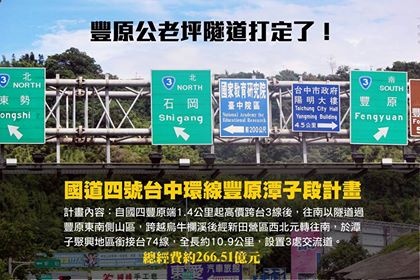 豐原公老坪隧道打定了！
北
NORTH
3
東勢
ongshi
3
北
NORTH
石岡
Shigang
國家教育研究院
臺中院區
National Academy for
Educational Research
前200公尺
台中市政府
陽明大樓
Taichung City Hall
Yangming Building
4.5公里
3
南
SOUTH
豐原
Fengyuan
國道四號台中環線豐原潭子段計畫
計畫內容：自國四豐原端1.4公里起高價跨台3線後，往南以隧道過
豐原東南側山區，跨越烏牛欄溪後經新田營區西北元轉往南，於潭
子聚興地區銜接台74線，全長約10.9公里，設置3處交流道。
總經費約266.51億元